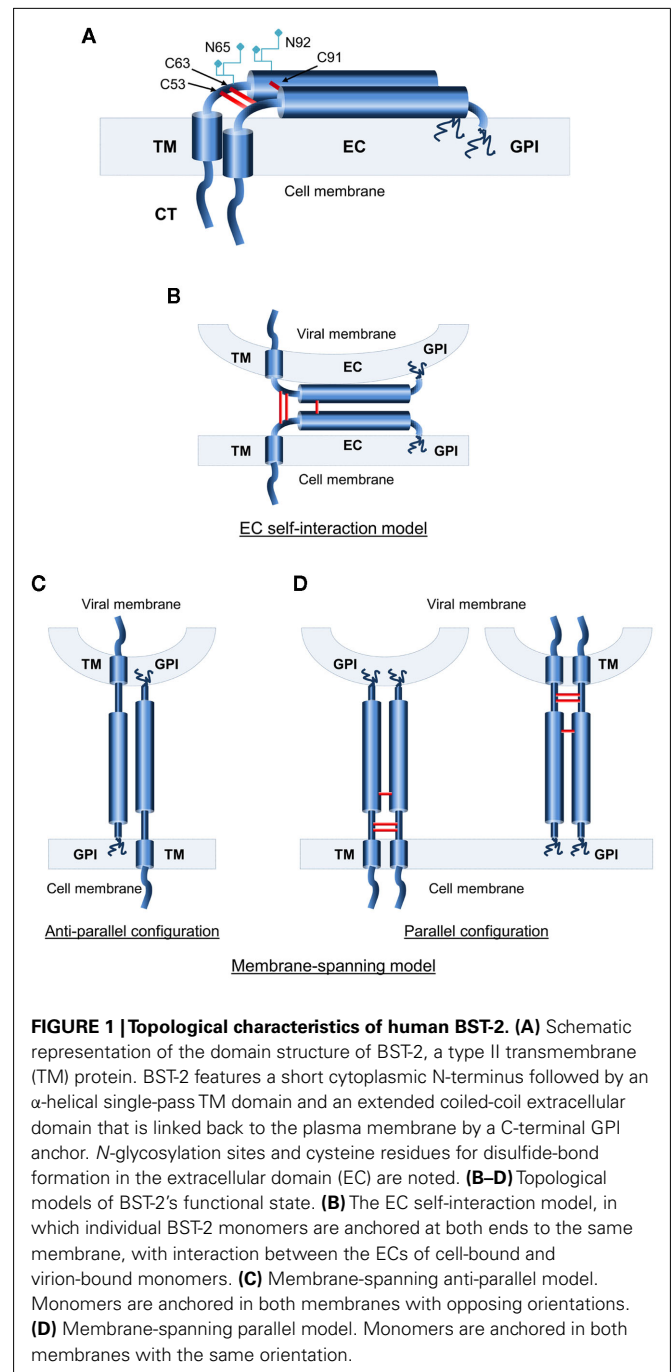 A
N65
N92
C63
C91
C53
TM
EC
GPI
Cell membrane
CT
B
Viral membrane
GPI
TM
EC
TM
EC
GPI
Cell membrane
EC self-interaction model
C
D
Viral membrane
Viral membrane
TM
GPI
GPI
TM
GPI
TM
TM
GPI
Cell membrane
Cell membrane
Anti-parallel configuration
Parallel configuration
Membrane-spanning model
FIGURE 1 | Topological characteristics of human BST-2. (A) Schematic
representation of the domain structure of BST-2, a type II transmembrane
(TM) protein. BST-2 features a short cytoplasmic N-terminus followed by an
α-helical single-pass TM domain and an extended coiled-coil extracellular
domain that is linked back to the plasma membrane by a C-terminal GPI
anchor. N-glycosylation sites and cysteine residues for disulfide-bond
formation in the extracellular domain (EC) are noted. (B–D) Topological
models of BST-2's functional state. (B) The EC self-interaction model, in
which individual BST-2 monomers are anchored at both ends to the same
membrane, with interaction between the ECs of cell-bound and
virion-bound monomers. (C) Membrane-spanning anti-parallel model.
Monomers are anchored in both membranes with opposing orientations.
(D) Membrane-spanning parallel model. Monomers are anchored in both
membranes with the same orientation.